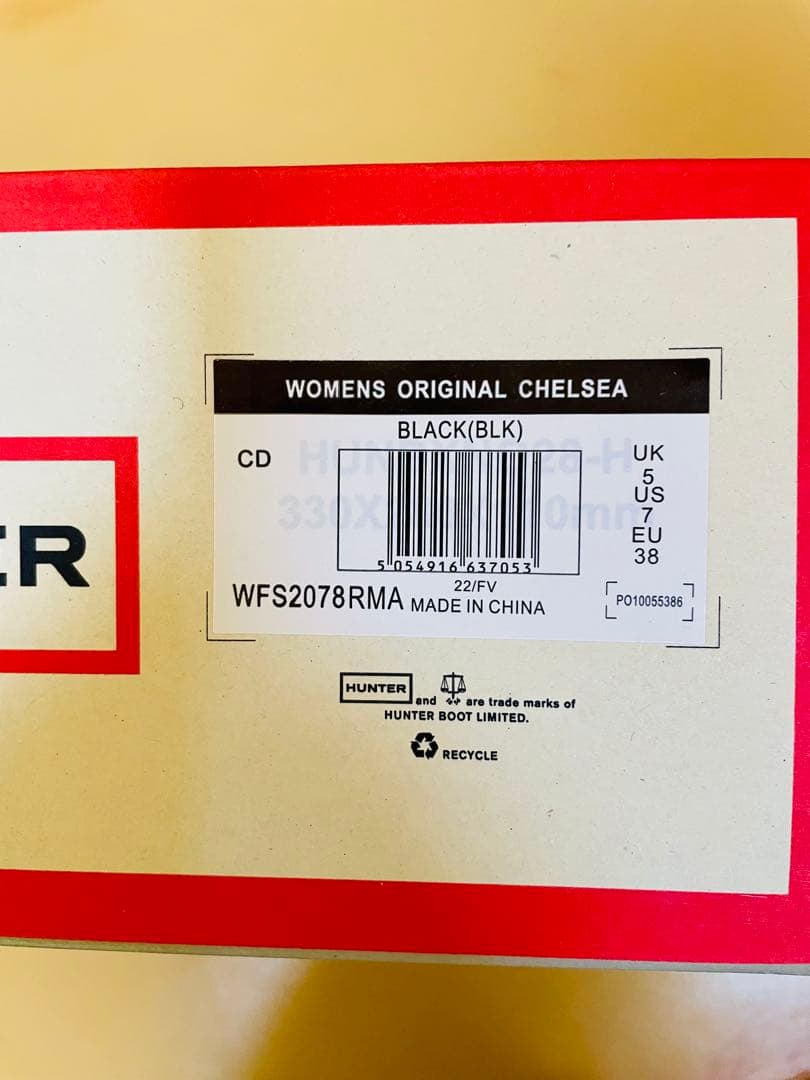 ER
WOMENS ORIGINAL CHELSEA
BLACK(BLK)
CD
UK
5
US
7
EU
38
5 054916 637053
22/FV
WFS2078RMA MADE IN CHINA
PO10055386
HUNTER and are trade marks of
HUNTER BOOT LIMITED.
RECYCLE